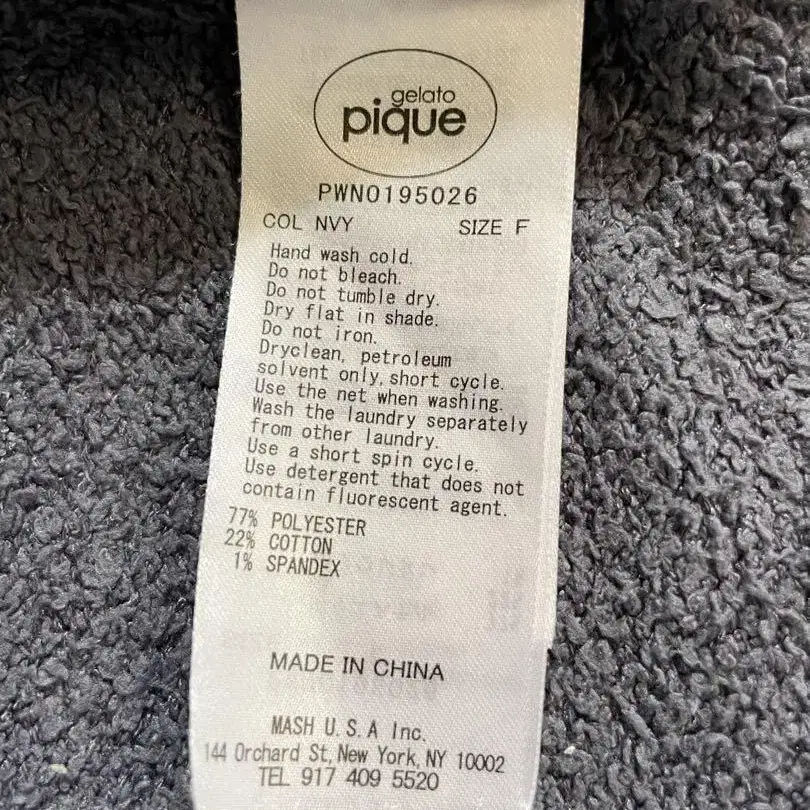 gelato
pique
PWNO195026
COL NVY SIZE F
Hand wash cold.
Do not bleach.
Do not tumble dry.
Dry flat in shade.
Do not iron.
Dryclean, petroleum
solvent only, short cycle.
Use the net when washing.
Wash the laundry separately
from other laundry.
Use a short spin cycle.
Use detergent that does not
contain fluorescent agent.
77% POLYESTER
22% COTTON
1% SPANDEX
MADE IN CHINA
MASH U.S.A Inc.
144 Orchard St, New York, NY 10002
TEL 917 409 5520